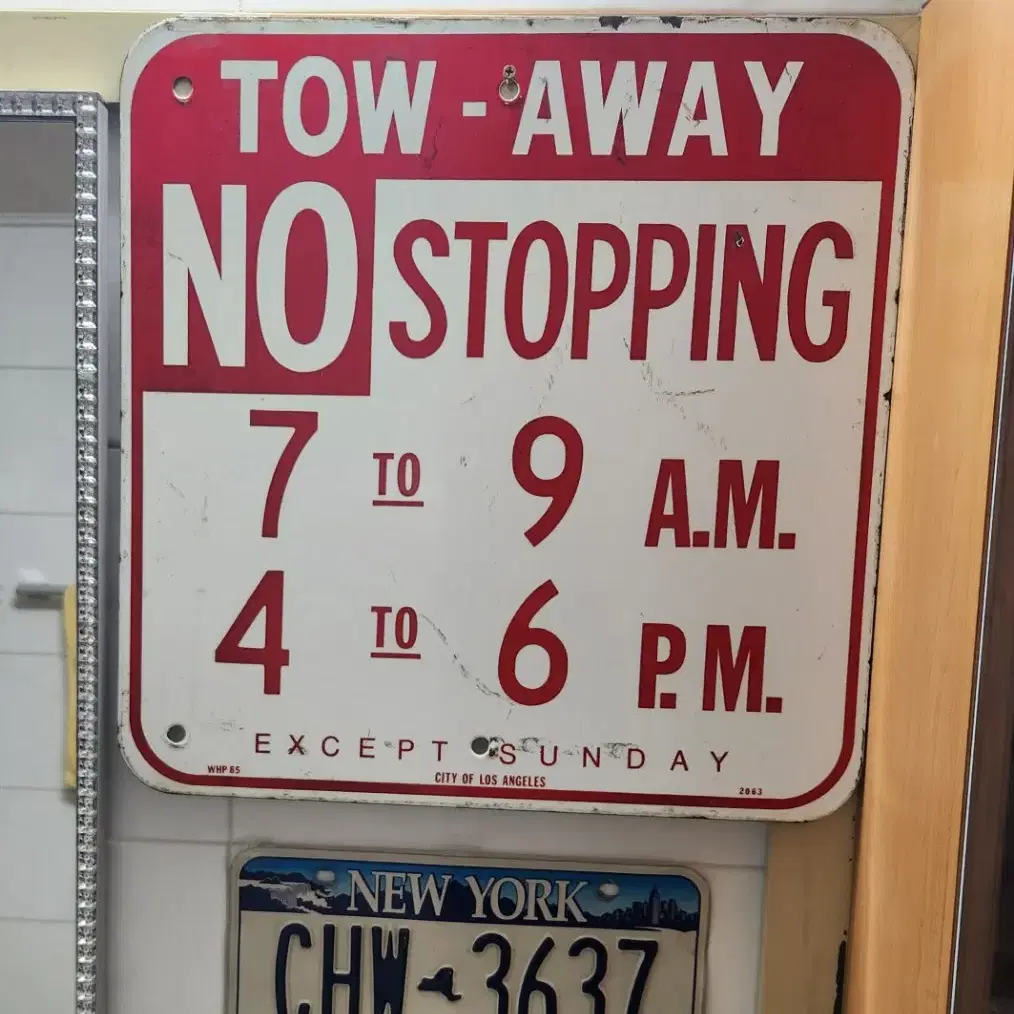 TOW - AWAY
NO STOPPING
7 TO 9 A.M.
4 TO 6 P.M.
EXCEPT SUNDAY
WHP 85
CITY OF LOS ANGELES
2063
NEW YORK
CHW 3637